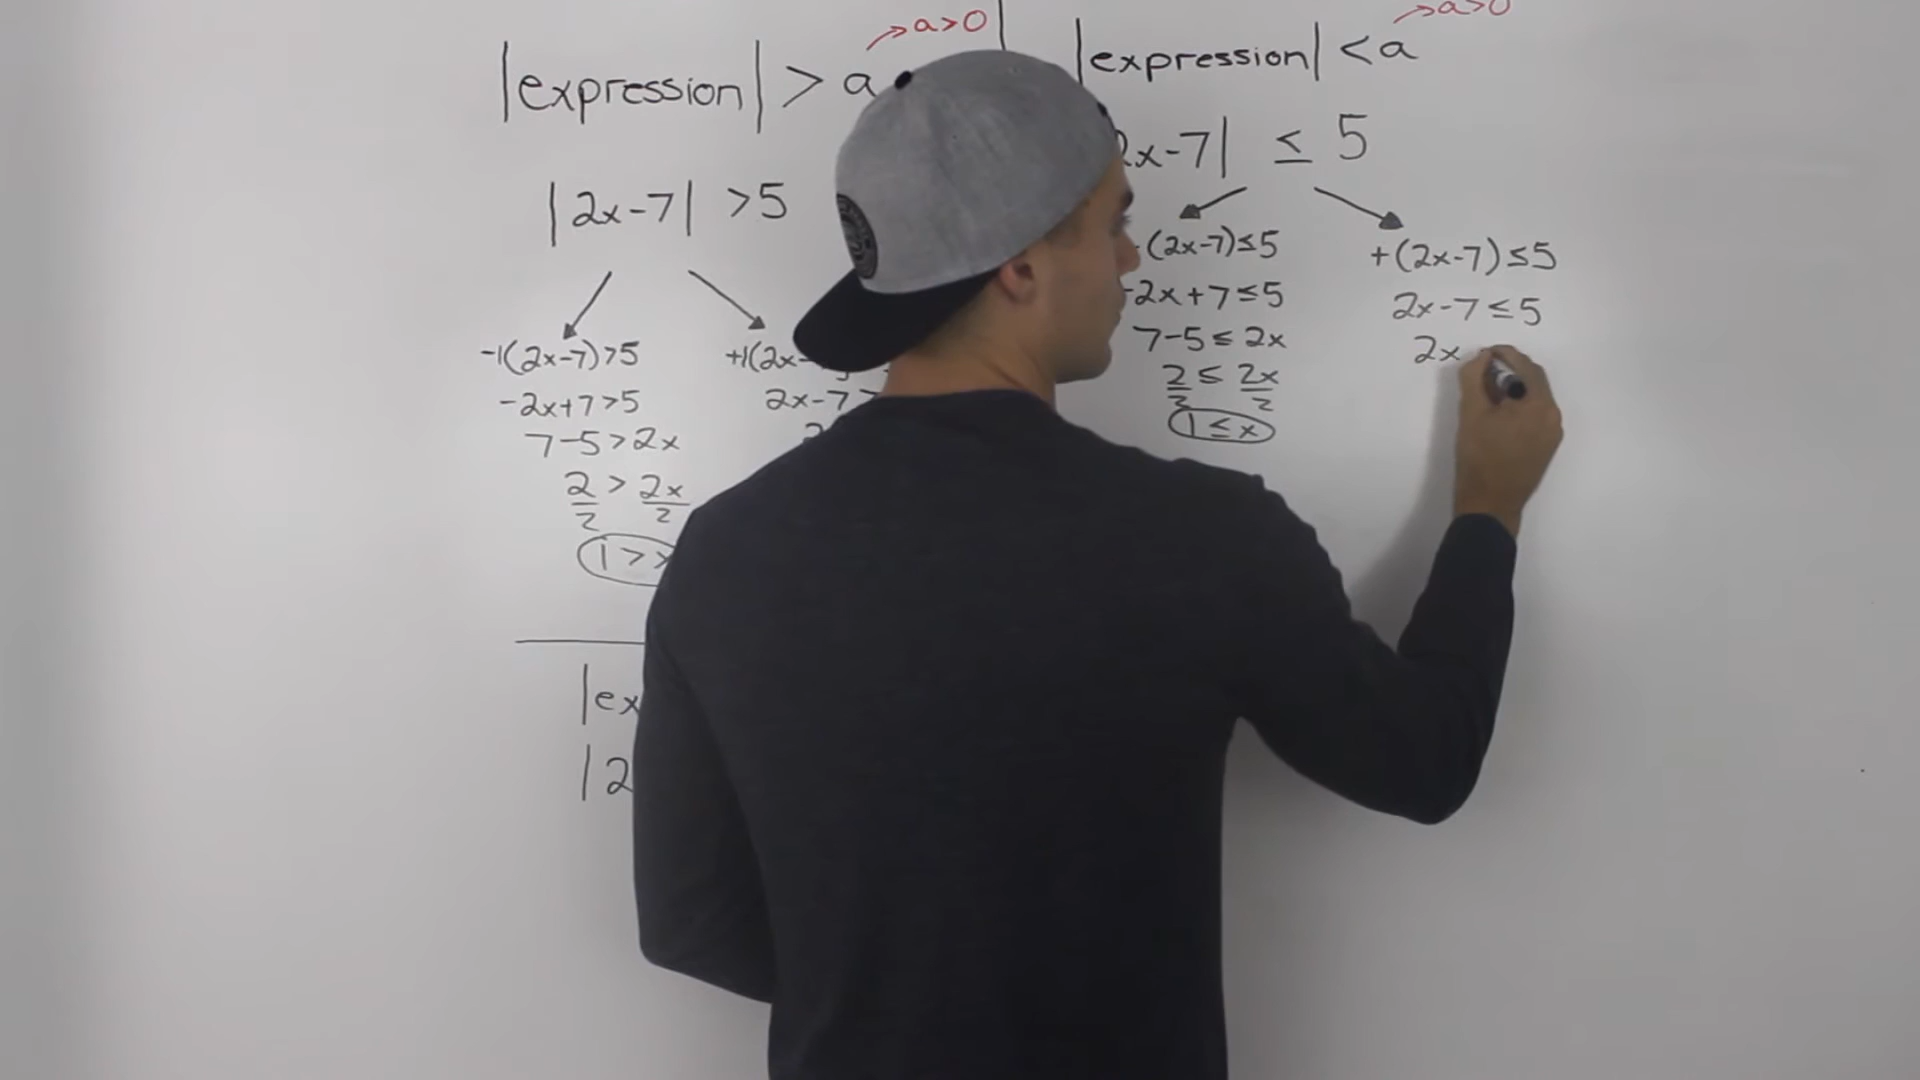 |expression| > a → a>0
|2x-7| >5
-1(2x-7)>5
-2x+7>5
7-5>2x
2/2 > 2x/2
1>x
+1(2x-
2x-7>
2
|ex
|2
|expression| < a → a>0
2x-7| ≤ 5
-(2x-7)≤5
-2x+7≤5
7-5≤2x
2/2 ≤ 2x/2
1≤x
+(2x-7)≤5
2x-7≤5
2x